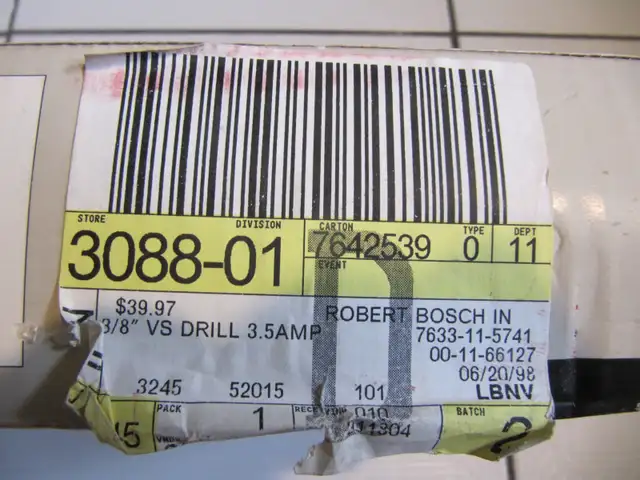 STORE DIVISION CARTON TYPE DEPT
3088-01 7642539 0 11
EVENT
$39.97 ROBERT BOSCH IN
3/8" VS DRILL 3.5AMP 7633-11-5741
00-11-66127
06/20/98
3245 52015 101 LBNV
PACK 1 010 BATCH
5 11304 2